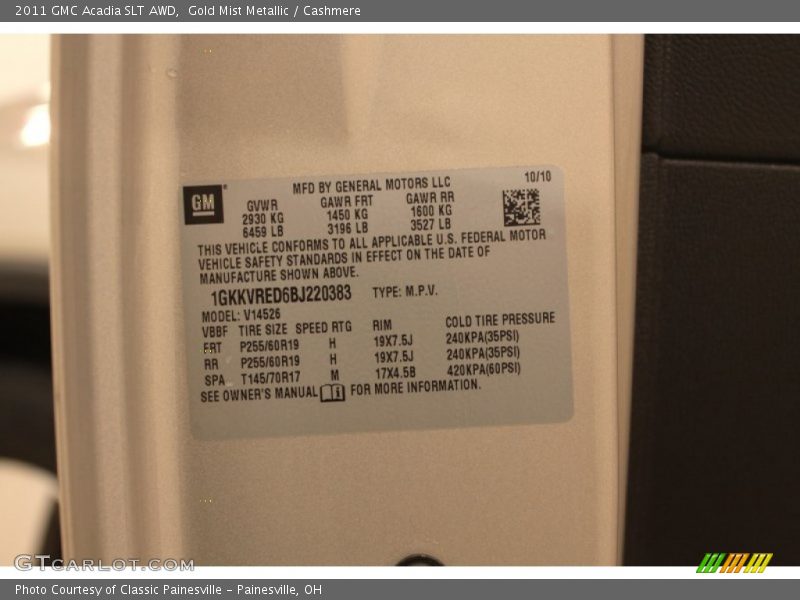 2011 GMC Acadia SLT AWD, Gold Mist Metallic / Cashmere
GM
MFD BY GENERAL MOTORS LLC 10/10
GVWR GAWR FRT GAWR RR
2930 KG 1450 KG 1600 KG
6459 LB 3196 LB 3527 LB
THIS VEHICLE CONFORMS TO ALL APPLICABLE U.S. FEDERAL MOTOR
VEHICLE SAFETY STANDARDS IN EFFECT ON THE DATE OF
MANUFACTURE SHOWN ABOVE.
1GKKVRED6BJ220383 TYPE: M.P.V.
MODEL: V14526
VBBF TIRE SIZE SPEED RTG RIM COLD TIRE PRESSURE
FRT P255/60R19 H 19X7.5J 240KPA(35PSI)
RR P255/60R19 H 19X7.5J 240KPA(35PSI)
SPA T145/70R17 M 17X4.5B 420KPA(60PSI)
SEE OWNER'S MANUAL FOR MORE INFORMATION.
GTCARLOT.COM
Photo Courtesy of Classic Painesville - Painesville, OH